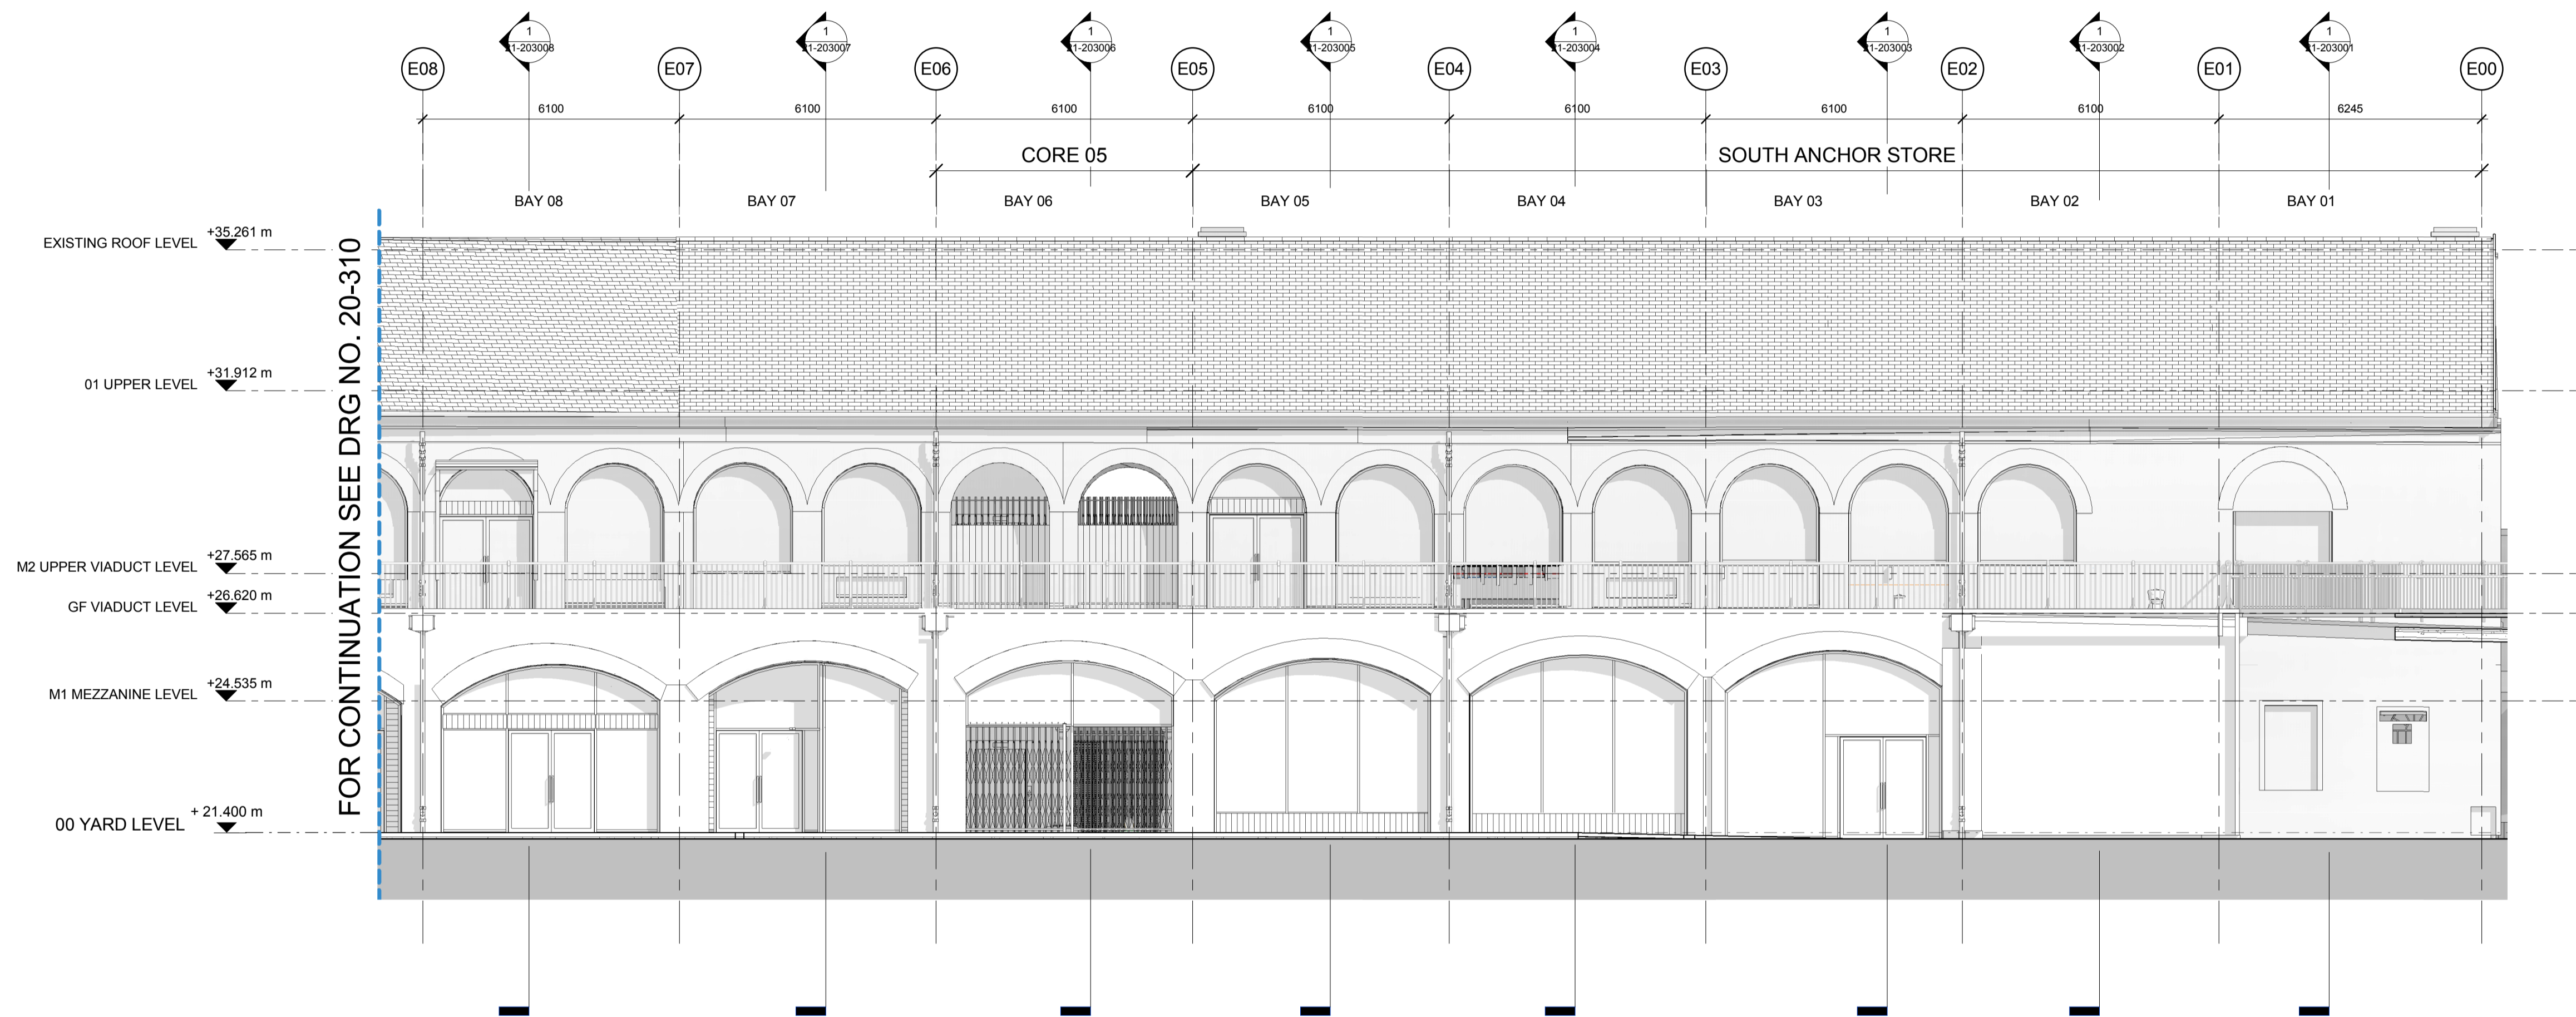 1 1 1 1 1 1 1 1
21-203008 21-203007 21-203006 21-203005 21-203004 21-203003 21-203002 21-203001
E08 E07 E06 E05 E04 E03 E02 E01 E00
6100 6100 6100 6100 6100 6100 6100 6245
CORE 05 SOUTH ANCHOR STORE
BAY 08 BAY 07 BAY 06 BAY 05 BAY 04 BAY 03 BAY 02 BAY 01
EXISTING ROOF LEVEL +35.261 m
01 UPPER LEVEL +31.912 m
M2 UPPER VIADUCT LEVEL +27.565 m
GF VIADUCT LEVEL +26.620 m
M1 MEZZANINE LEVEL +24.535 m
00 YARD LEVEL + 21.400 m
FOR CONTINUATION SEE DRG NO. 20-310